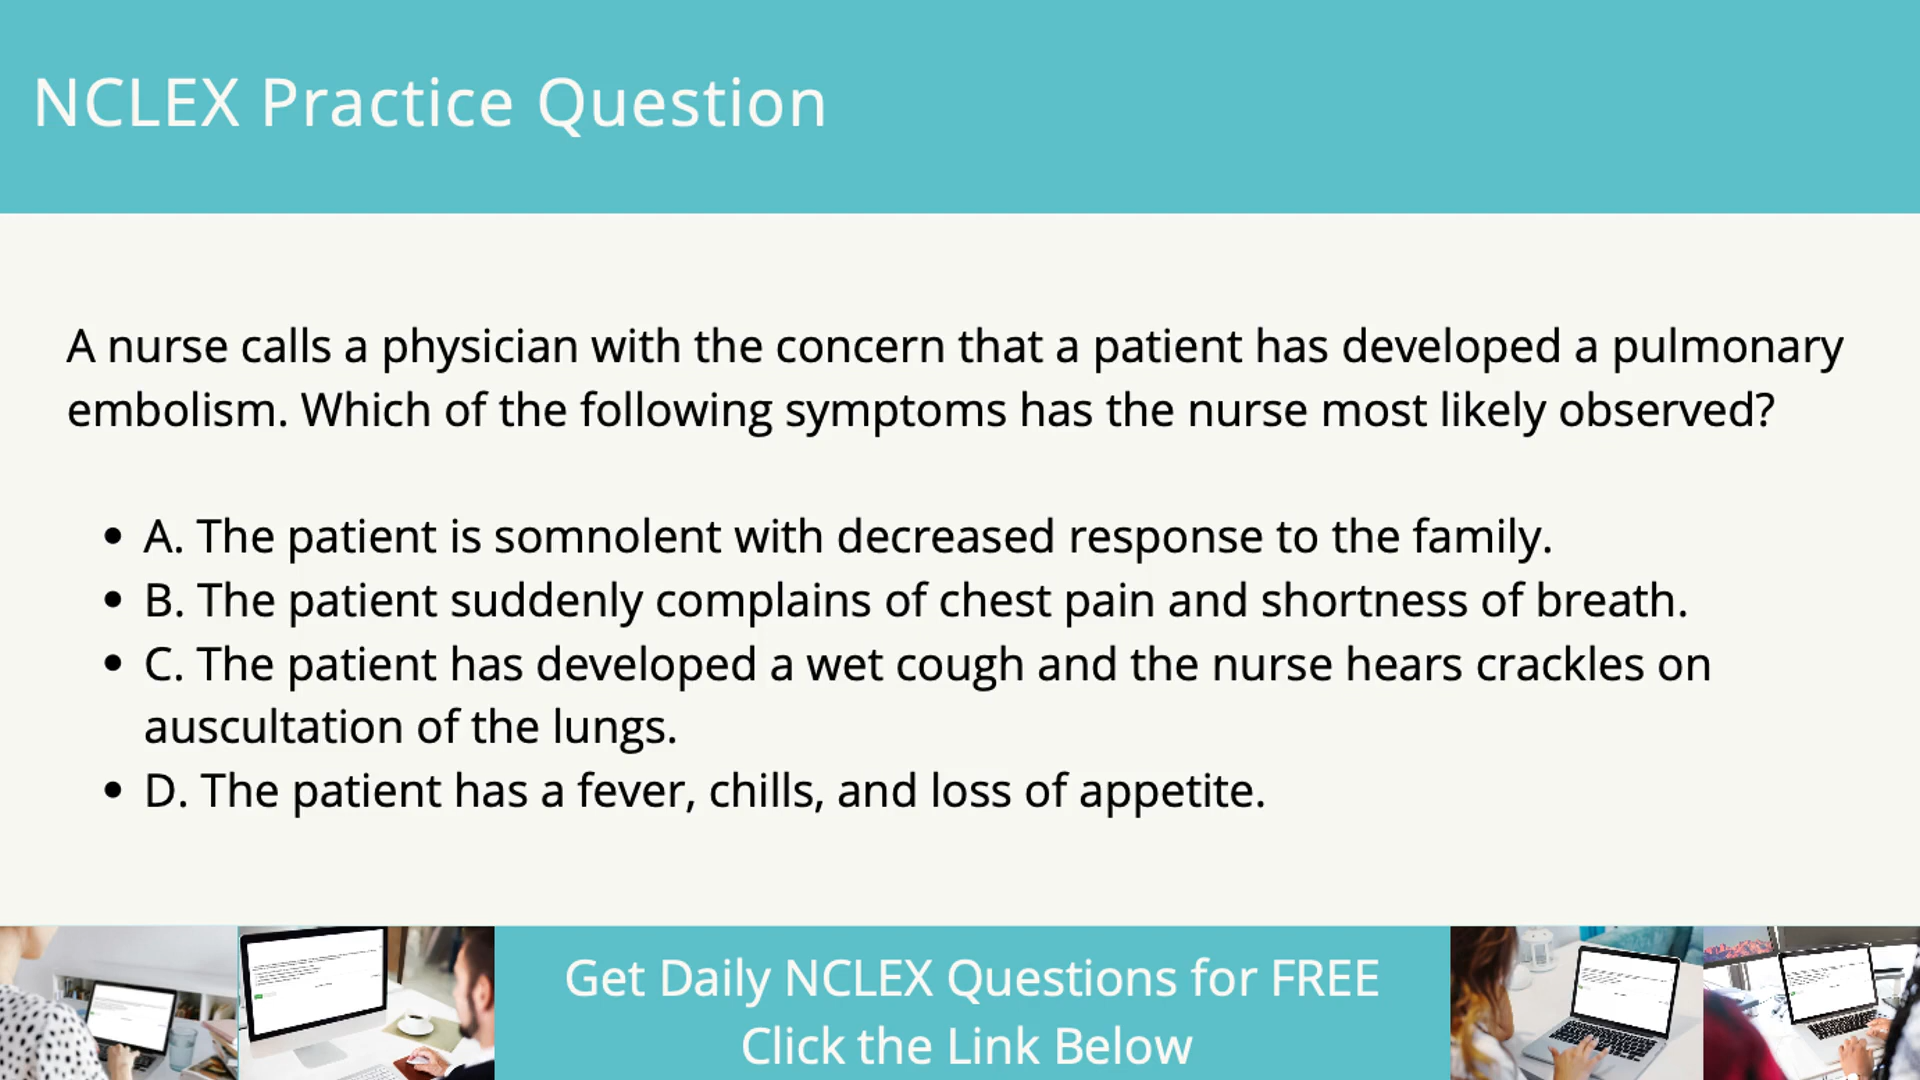 NCLEX Practice Question
A nurse calls a physician with the concern that a patient has developed a pulmonary
embolism. Which of the following symptoms has the nurse most likely observed?
• A. The patient is somnolent with decreased response to the family.
• B. The patient suddenly complains of chest pain and shortness of breath.
• C. The patient has developed a wet cough and the nurse hears crackles on
auscultation of the lungs.
• D. The patient has a fever, chills, and loss of appetite.
Get Daily NCLEX Questions for FREE
Click the Link Below